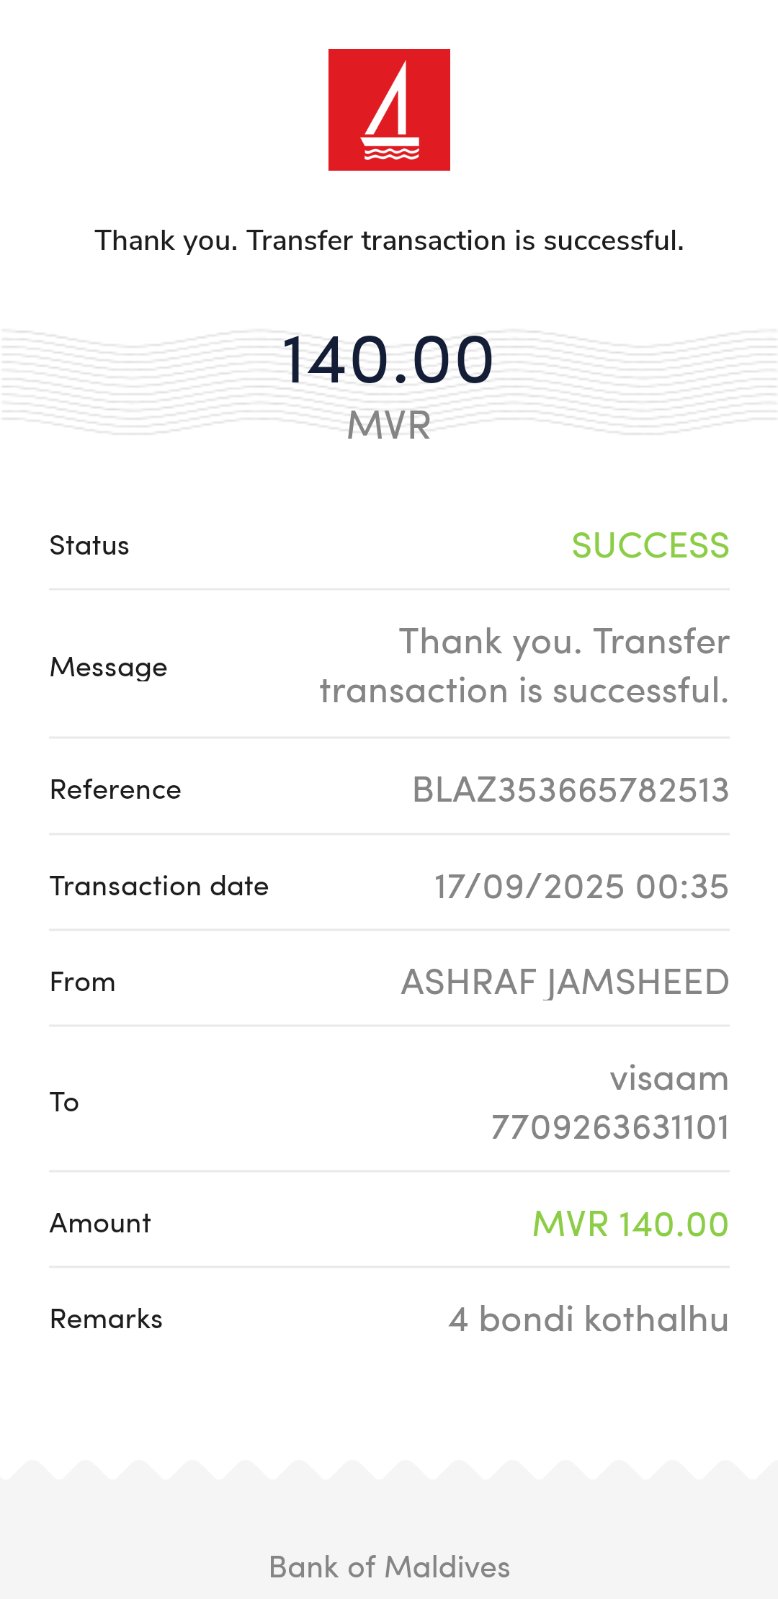 Thank you. Transfer transaction is successful.
140.00
MVR
Status
SUCCESS
Message
Thank you. Transfer
transaction is successful.
Reference
BLAZ353665782513
Transaction date
17/09/2025 00:35
From
ASHRAF JAMSHEED
To
visaam
7709263631101
Amount
MVR 140.00
Remarks
4 bondi kothalhu
Bank of Maldives